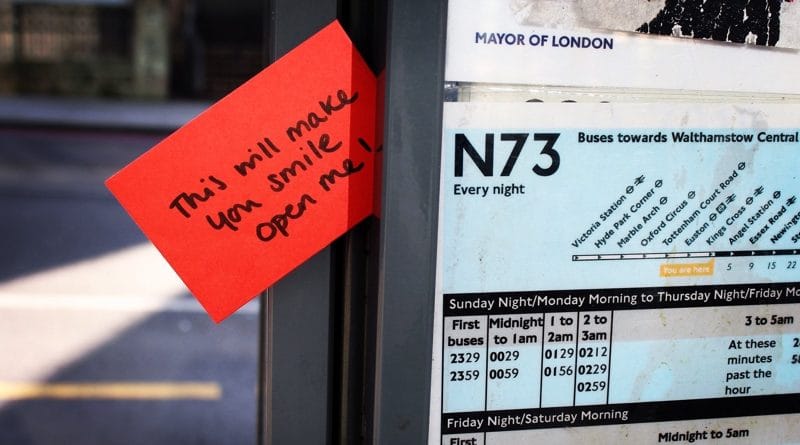 This will make
you smile
open me!
MAYOR OF LONDON
N73
Buses towards Walthamstow Central
Every night
Victoria Station
Hyde Park Corner
Marble Arch
Oxford Circus
Tottenham Court Road
Euston
Kings Cross
Angel Station
Essex Road
Newington
You are here 5 9 15 22
Sunday Night/Monday Morning to Thursday Night/Friday Mo
First buses
Midnight to 1am
1 to 2am
2 to 3am
3 to 5am
2329 0029 0129 0212
2359 0059 0156 0229
0259
At these
minutes
past the
hour
Friday Night/Saturday Morning
First
Midnight to 5am